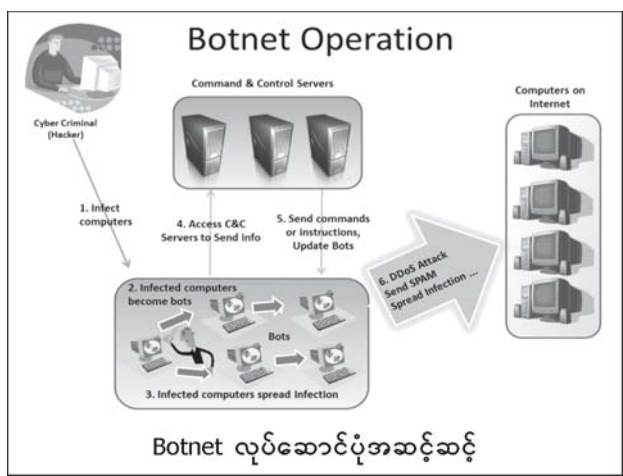 Botnet Operation
Command & Control Servers
Computers on
Internet
Cyber Criminal
(Hacker)
1. Infect
computers
4. Access C&C
Servers to Send info
5. Send commands
or instructions,
Update Bots
6. DDoS Attack
Send SPAM
Spread Infection ...
2. Infected computers
become bots
Bots
3. Infected computers spread infection
Botnet လုပ်ဆောင်ပုံအဆင့်ဆင့်